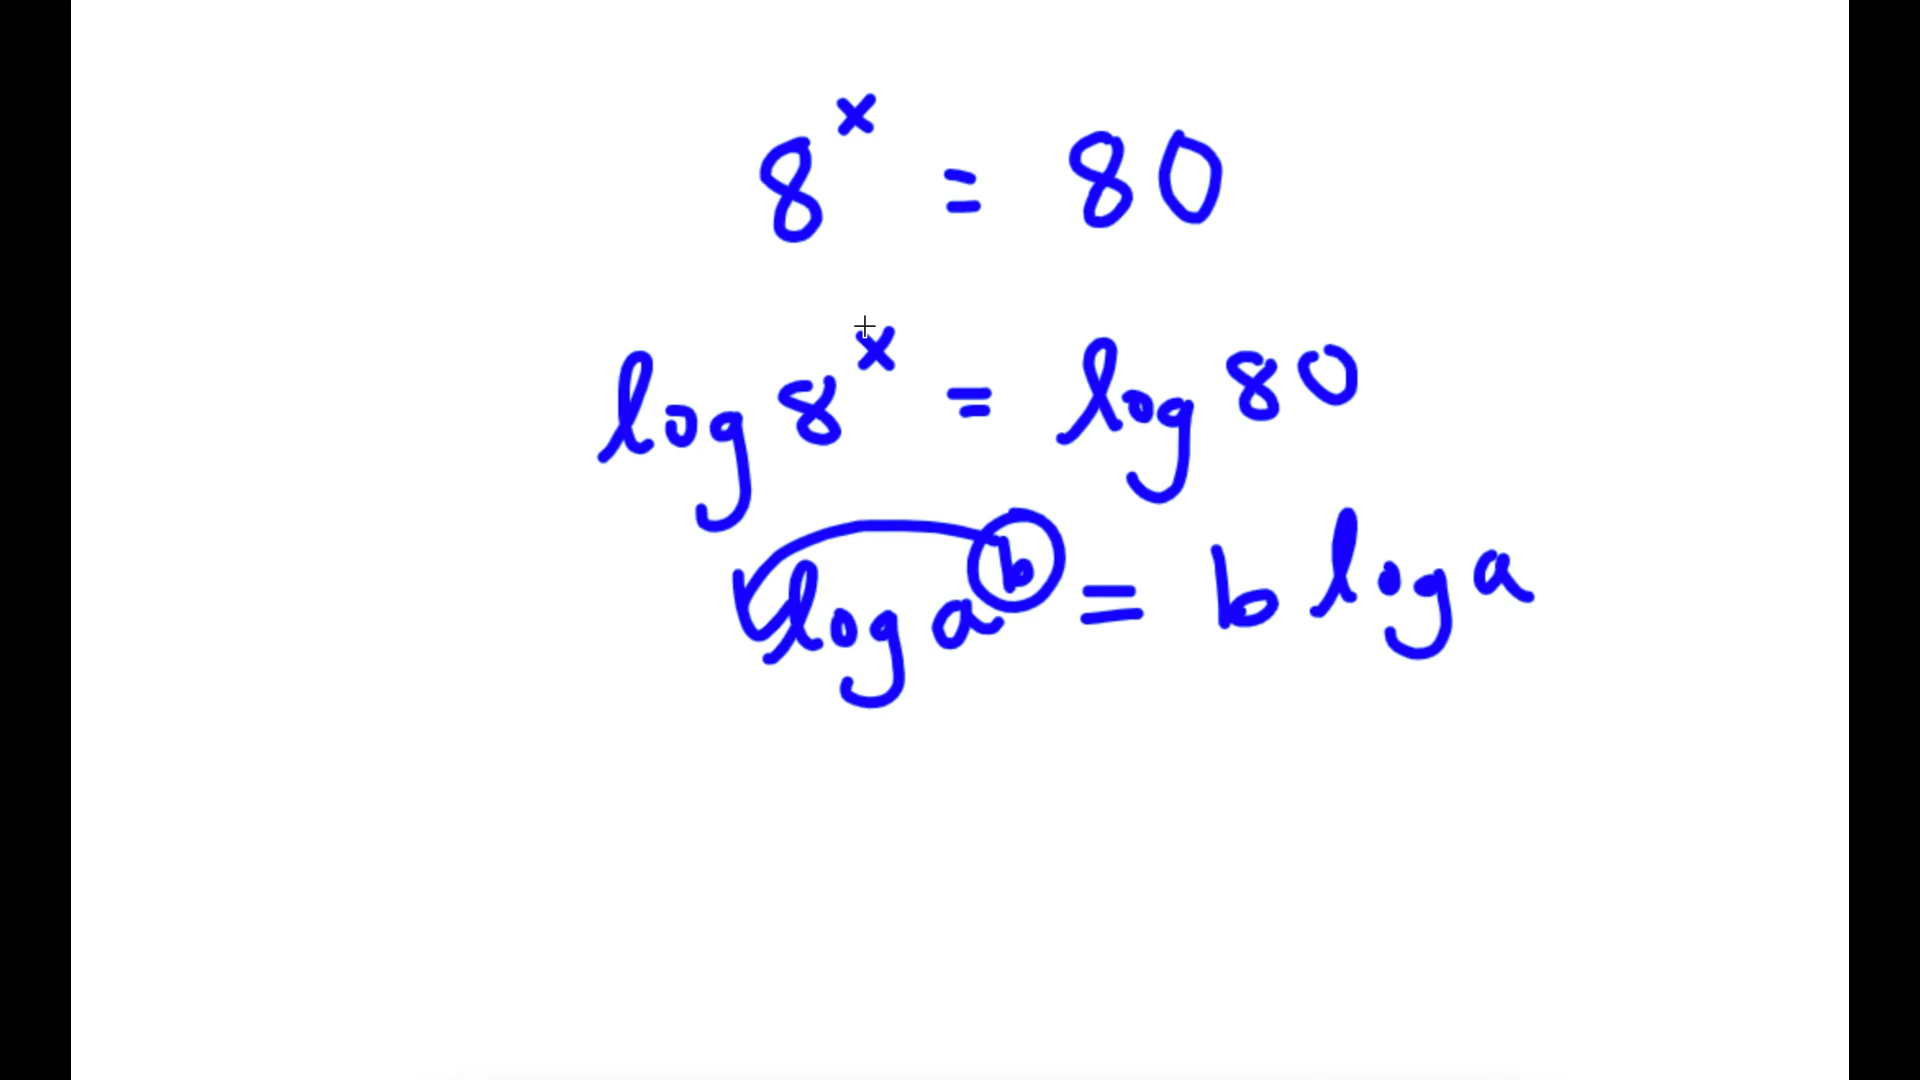 8^x = 80
log 8^x = log 80
log a^b = b log a